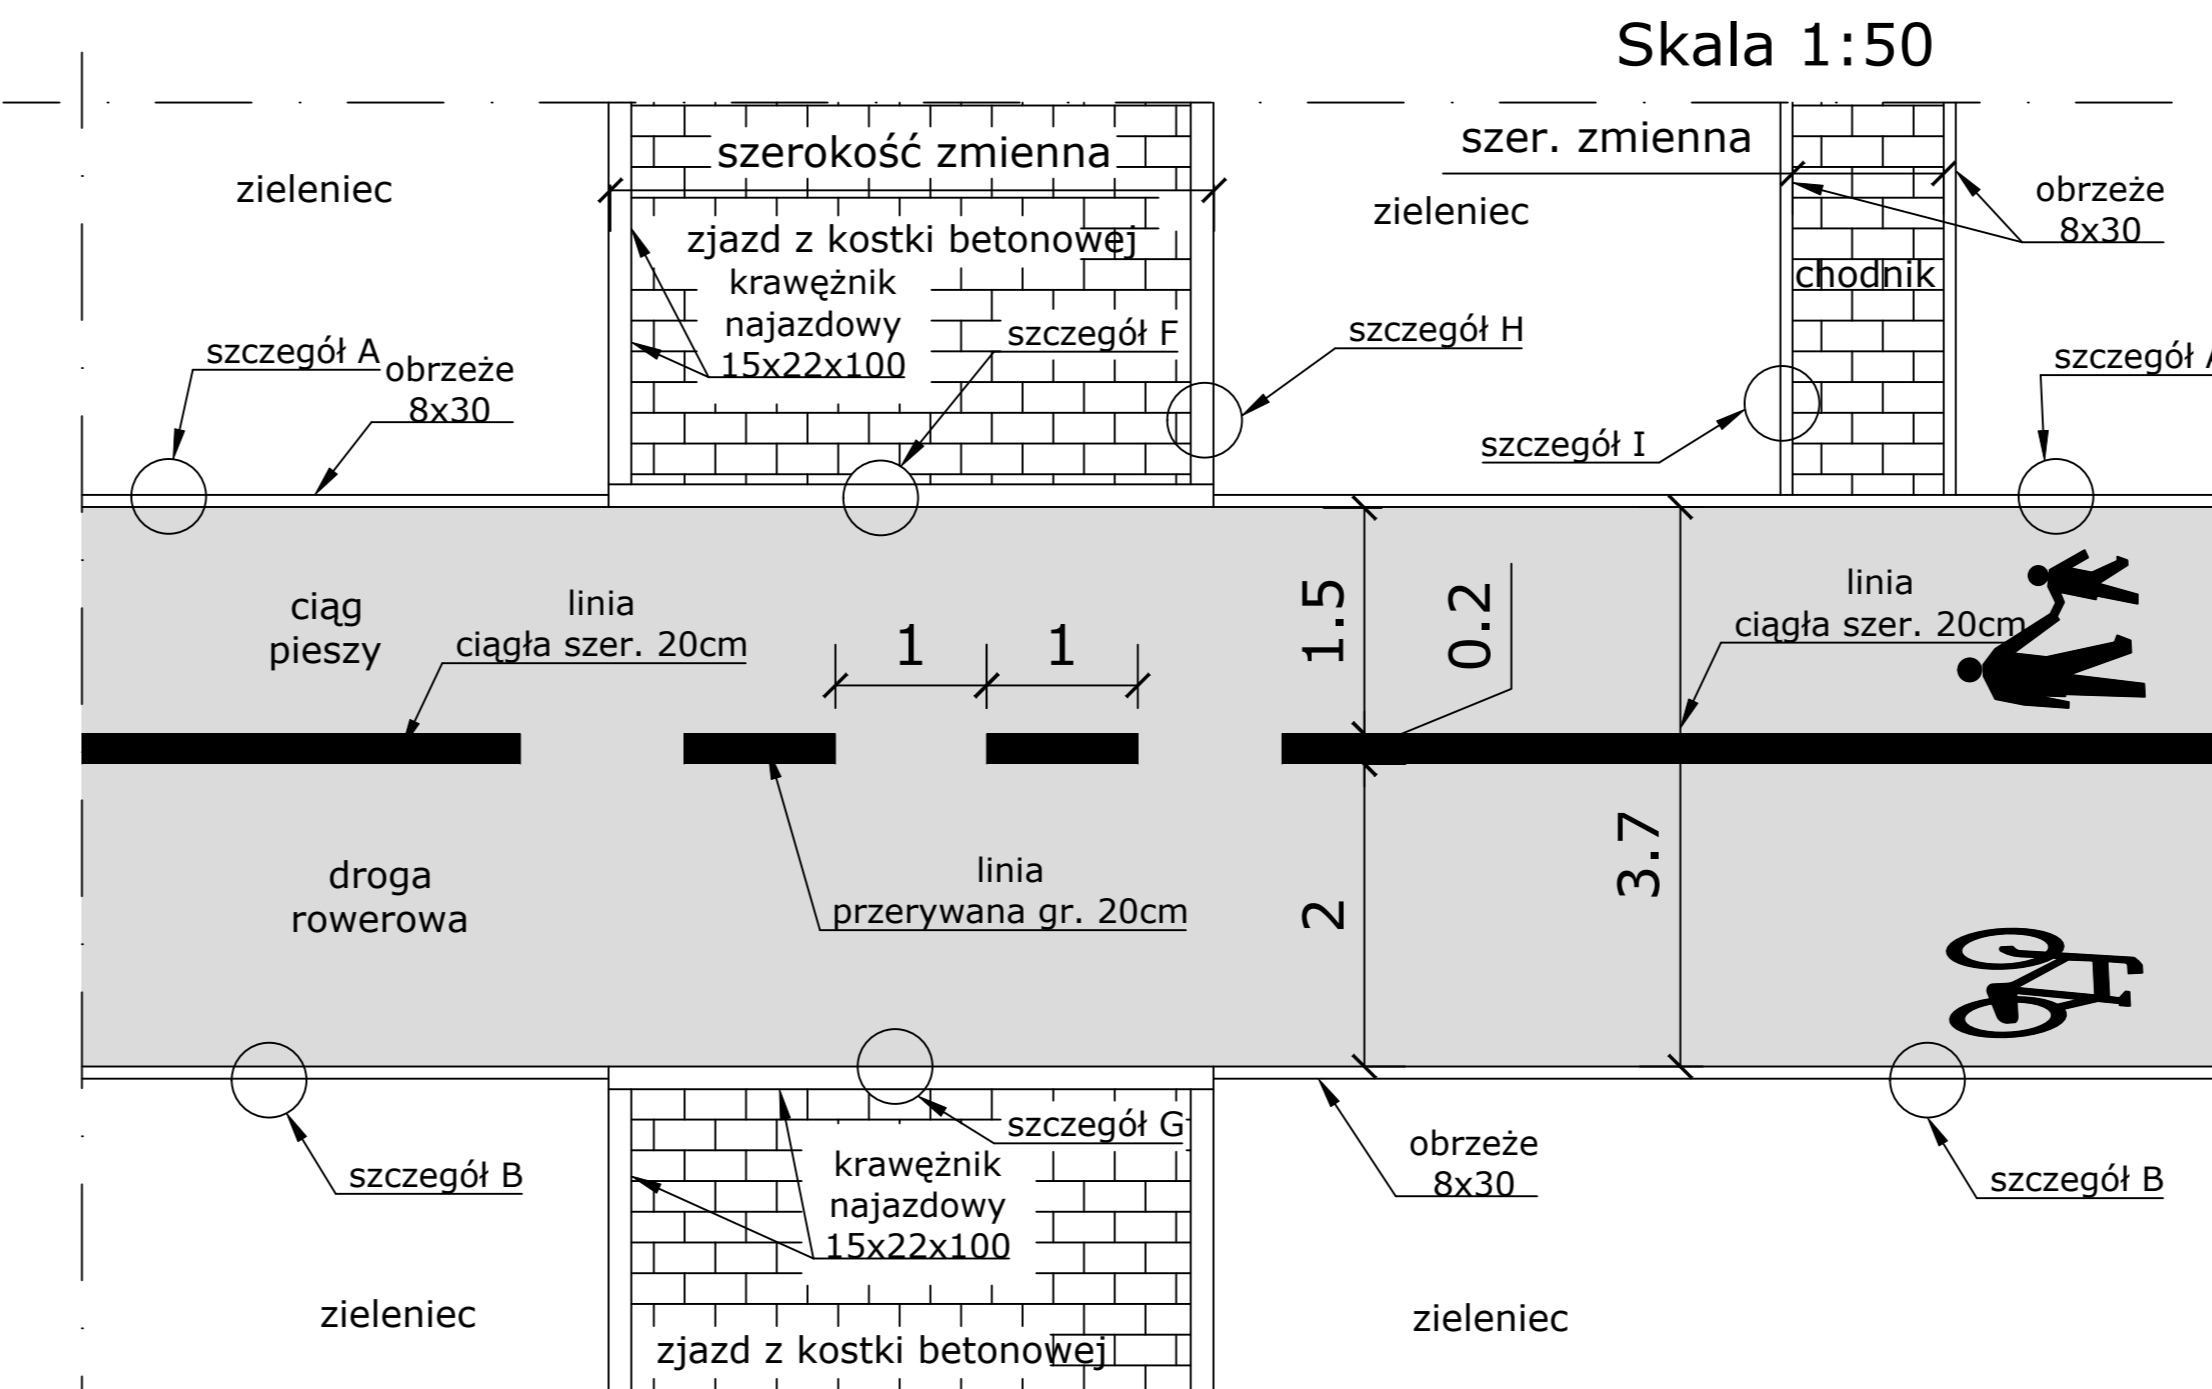 Skala 1:50
szerokość zmienna
szer. zmienna
zieleniec
zieleniec
obrzeże
8x30
zjazd z kostki betonowej
krawężnik
najazdowy
15x22x100
chodnik
szczegół F
szczegół H
szczegół A
obrzeże
8x30
szczegół A
szczegół I
ciąg
pieszy
linia
ciągła szer. 20cm
1
1
1.5
0.2
linia
ciągła szer. 20cm
droga
rowerowa
linia
przerywana gr. 20cm
2
3.7
szczegół B
szczegół G
krawężnik
najazdowy
15x22x100
obrzeże
8x30
szczegół B
zieleniec
zjazd z kostki betonowej
zieleniec